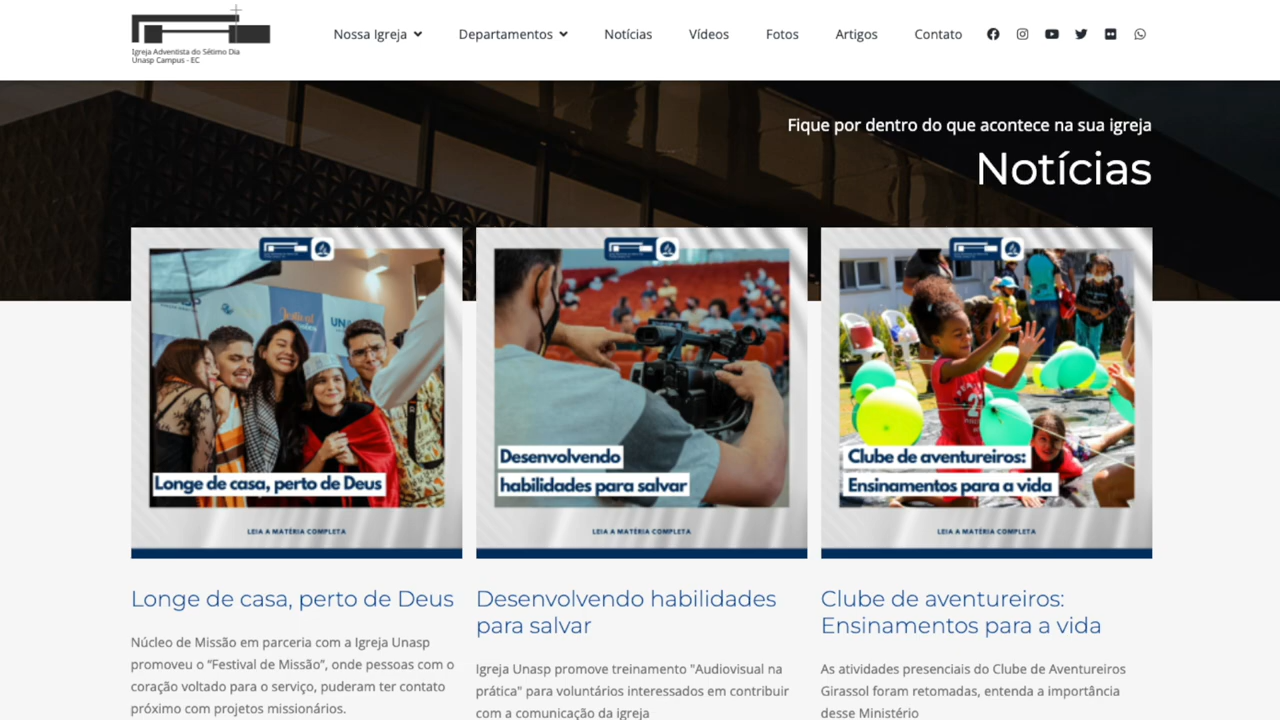 Igreja Adventista do Sétimo Dia
Unasp Campus - EC
Nossa Igreja
Departamentos
Notícias
Vídeos
Fotos
Artigos
Contato
Fique por dentro do que acontece na sua igreja
Notícias
Longe de casa, perto de Deus
LEIA A MATÉRIA COMPLETA
Desenvolvendo
habilidades para salvar
LEIA A MATÉRIA COMPLETA
Clube de aventureiros:
Ensinamentos para a vida
LEIA A MATÉRIA COMPLETA
Longe de casa, perto de Deus
Núcleo de Missão em parceria com a Igreja Unasp
promoveu o “Festival de Missão”, onde pessoas com o
coração voltado para o serviço, puderam ter contato
próximo com projetos missionários.
Desenvolvendo habilidades
para salvar
Igreja Unasp promove treinamento "Audiovisual na
prática" para voluntários interessados em contribuir
com a comunicação da igreja
Clube de aventureiros:
Ensinamentos para a vida
As atividades presenciais do Clube de Aventureiros
Girassol foram retomadas, entenda a importância
desse Ministério